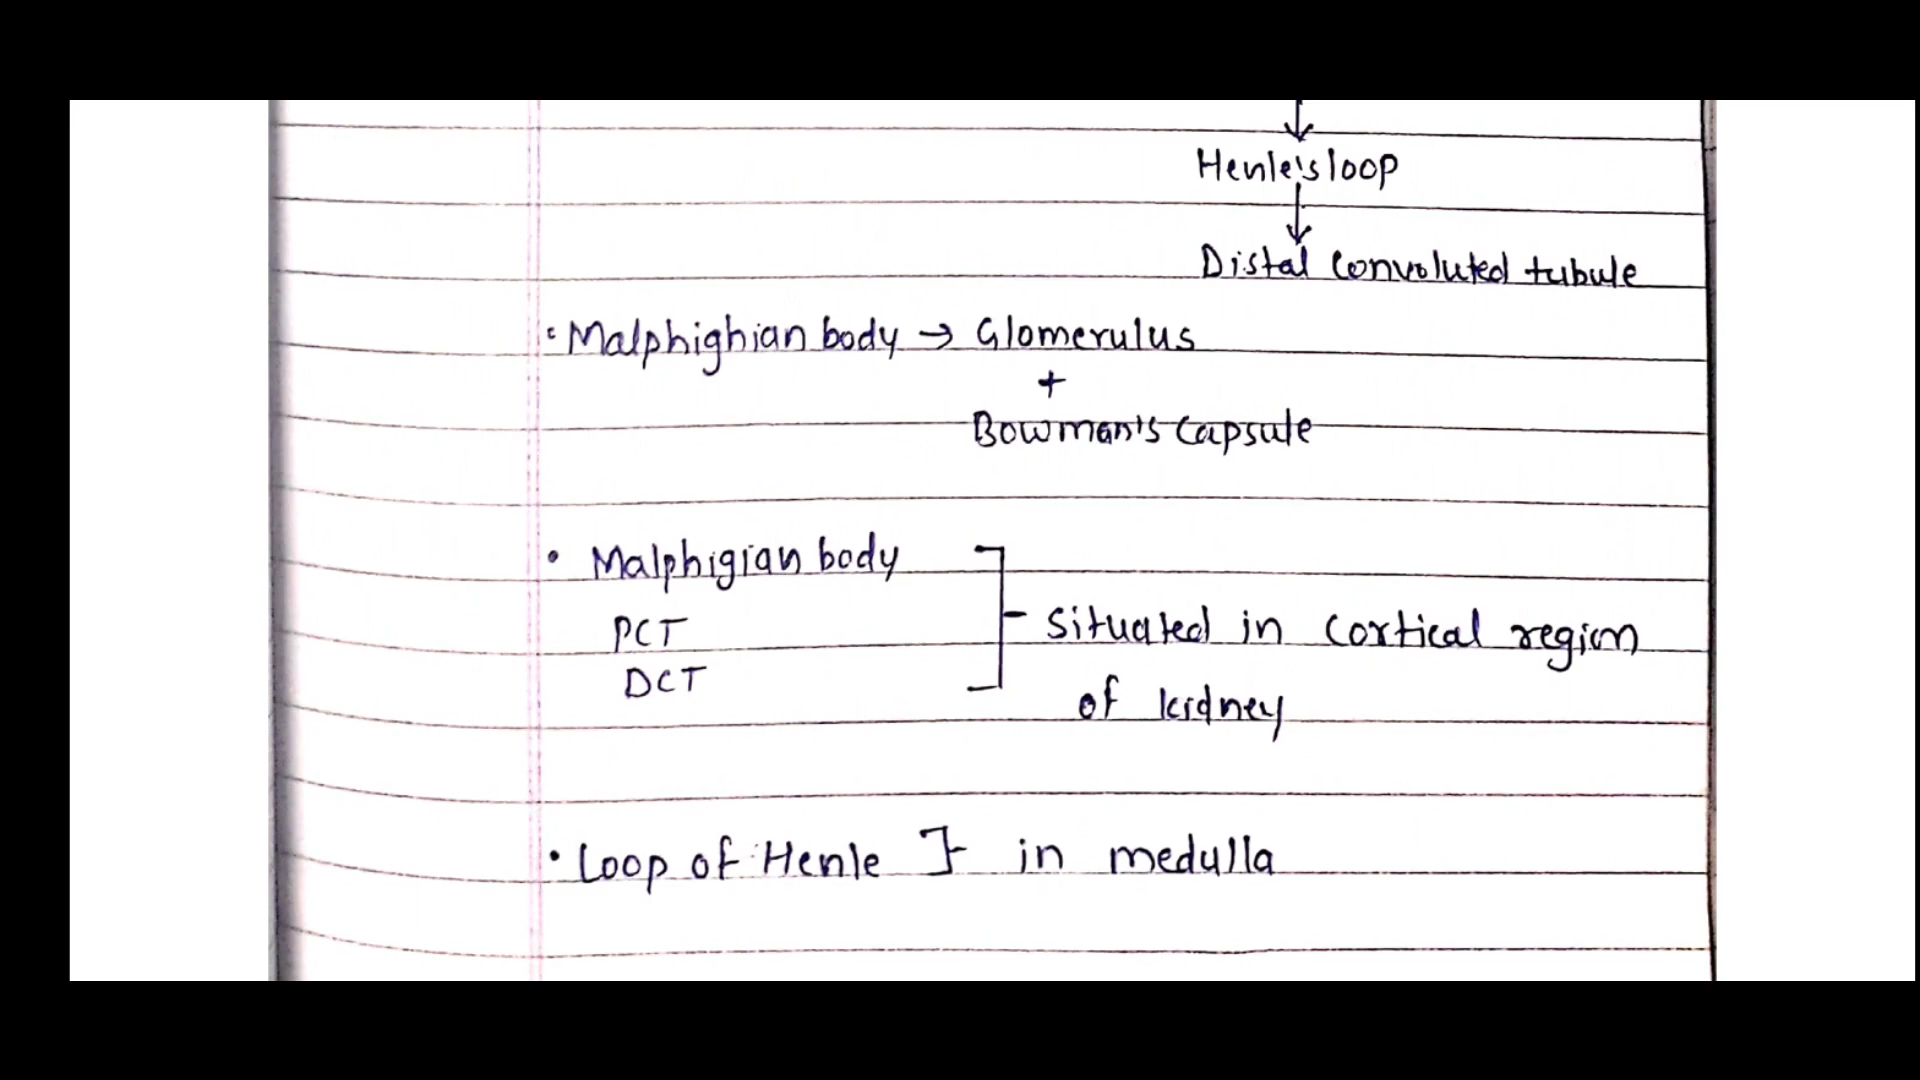 ↓
Henle's loop
↓
Distal convoluted tubule
• Malphighian body → Glomerulus
+
Bowman's Capsule
• Malphigian body
PCT
DCT
situated in cortical region
of kidney
• Loop of Henle } in medulla